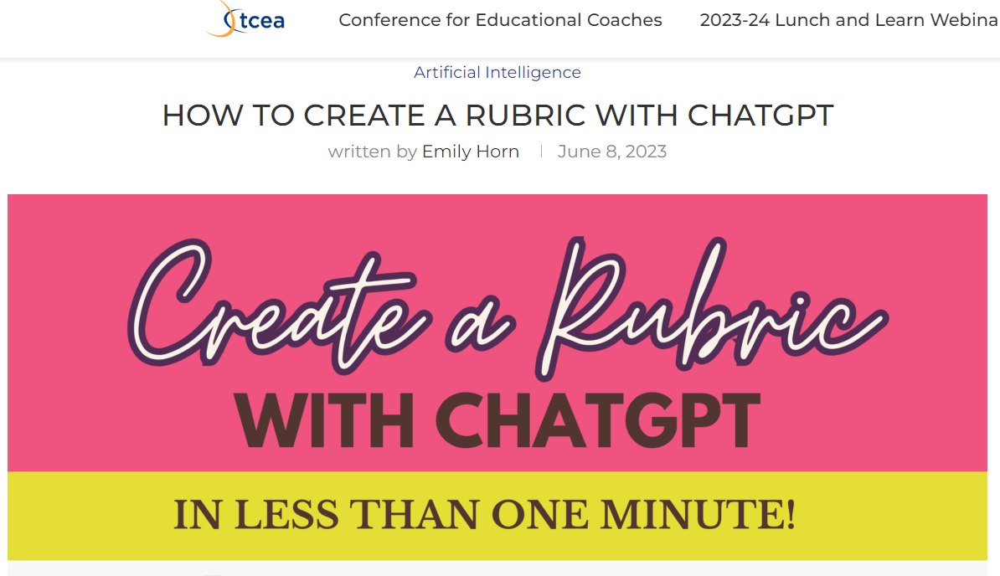 tcea
Conference for Educational Coaches
2023-24 Lunch and Learn Webina
Artificial Intelligence
HOW TO CREATE A RUBRIC WITH CHATGPT
written by Emily Horn | June 8, 2023
Create a Rubric
WITH CHATGPT
IN LESS THAN ONE MINUTE!